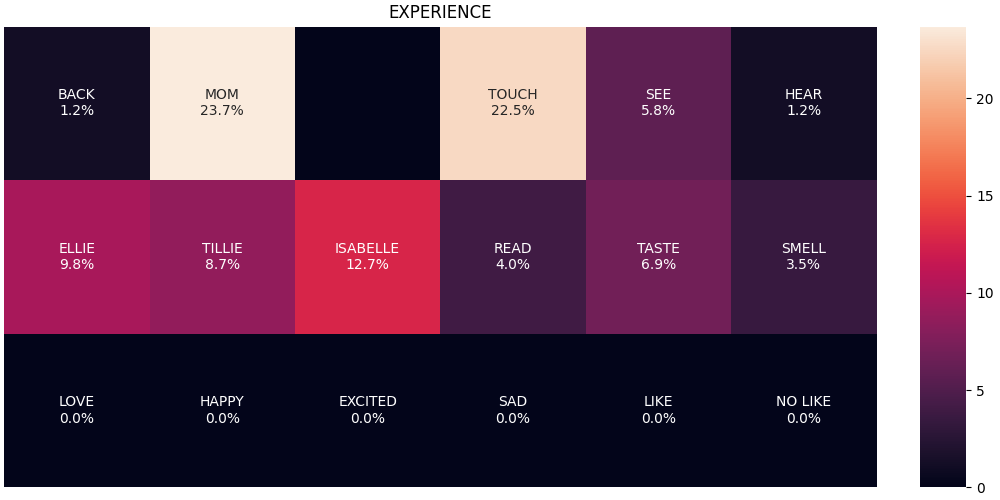 EXPERIENCE
BACK
1.2%
MOM
23.7%
TOUCH
22.5%
SEE
5.8%
HEAR
1.2%
ELLIE
9.8%
TILLIE
8.7%
ISABELLE
12.7%
READ
4.0%
TASTE
6.9%
SMELL
3.5%
LOVE
0.0%
HAPPY
0.0%
EXCITED
0.0%
SAD
0.0%
LIKE
0.0%
NO LIKE
0.0%
20
15
10
5
0